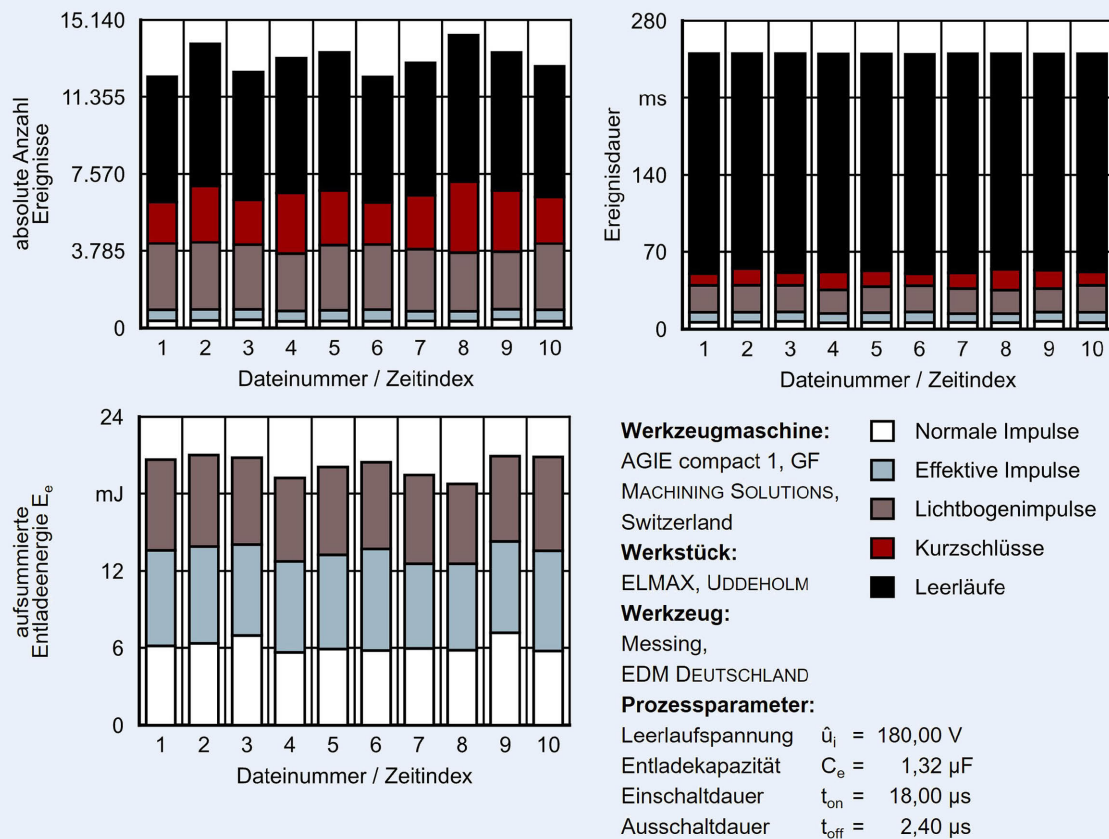 15.140
11.355
7.570
3.785
0
absolute Anzahl
Ereignisse
1 2 3 4 5 6 7 8 9 10
Dateinummer / Zeitindex
280
ms
140
70
0
Ereignisdauer
1 2 3 4 5 6 7 8 9 10
Dateinummer / Zeitindex
24
mJ
12
6
0
aufsummierte
Entladeenergie Ee
1 2 3 4 5 6 7 8 9 10
Dateinummer / Zeitindex
Werkzeugmaschine:
AGIE compact 1, GF
MACHINING SOLUTIONS,
Switzerland
Werkstück:
ELMAX, UDDEHOLM
Werkzeug:
Messing,
EDM DEUTSCHLAND
Prozessparameter:
Leerlaufspannung ûi = 180,00 V
Entladekapazität Ce = 1,32 µF
Einschaltdauer ton = 18,00 µs
Ausschaltdauer toff = 2,40 µs
Normale Impulse
Effektive Impulse
Lichtbogenimpulse
Kurzschlüsse
Leerläufe